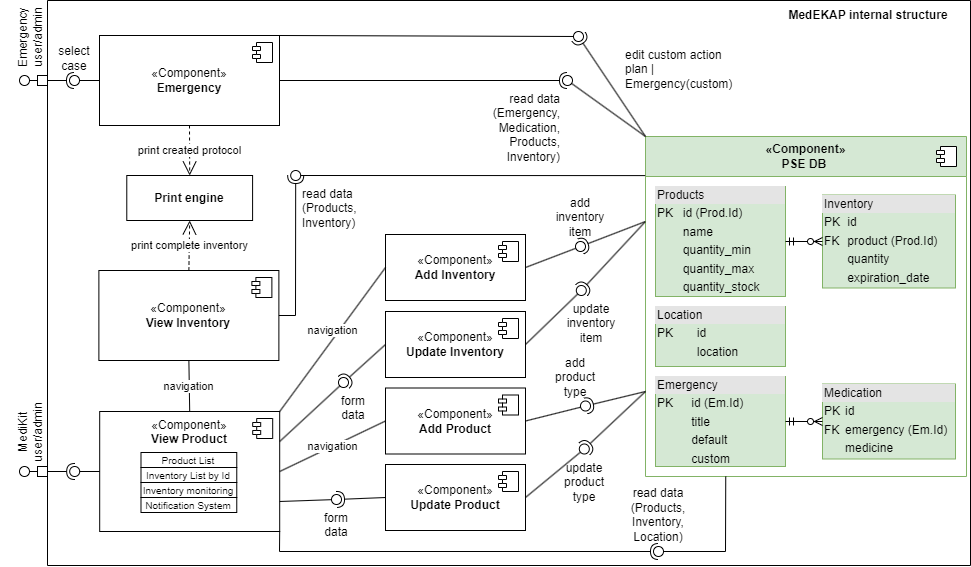 MedEKAP internal structure
Emergency
user/admin
select
case
«Component»
Emergency
edit custom action
plan |
Emergency(custom)
read data
(Emergency,
Medication,
Products,
Inventory)
print created protocol
Print engine
print complete inventory
read data
(Products,
Inventory)
«Component»
View Inventory
navigation
MediKit
user/admin
«Component»
View Product
Product List
Inventory List by Id
Inventory monitoring
Notification System
navigation
form
data
navigation
form
data
«Component»
Add Inventory
«Component»
Update Inventory
«Component»
Add Product
«Component»
Update Product
add
inventory
item
update
inventory
item
add
product
type
update
product
type
read data
(Products,
Inventory,
Location)
«Component»
PSE DB
Products
PK id (Prod.Id)
name
quantity_min
quantity_max
quantity_stock
Inventory
PK id
FK product (Prod.Id)
quantity
expiration_date
Location
PK id
location
Emergency
PK id (Em.Id)
title
default
custom
Medication
PK id
FK emergency (Em.Id)
medicine